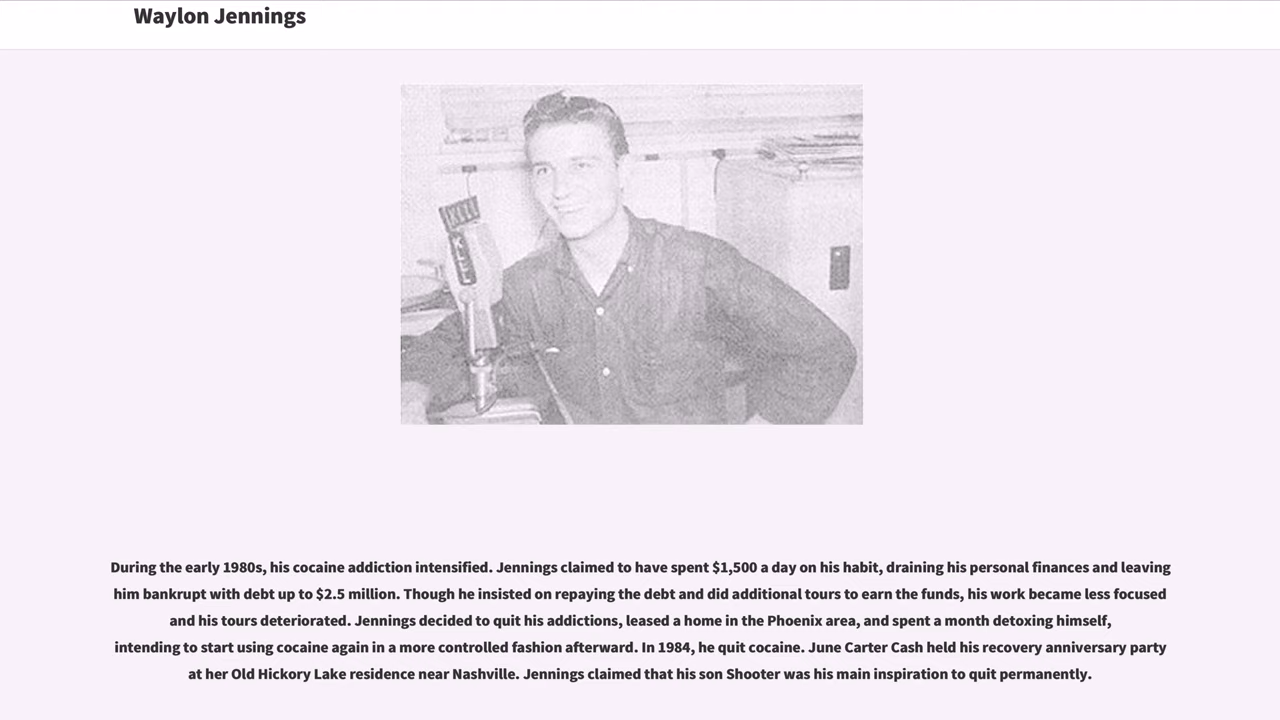 Waylon Jennings
During the early 1980s, his cocaine addiction intensified. Jennings claimed to have spent $1,500 a day on his habit, draining his personal finances and leaving
him bankrupt with debt up to $2.5 million. Though he insisted on repaying the debt and did additional tours to earn the funds, his work became less focused
and his tours deteriorated. Jennings decided to quit his addictions, leased a home in the Phoenix area, and spent a month detoxing himself,
intending to start using cocaine again in a more controlled fashion afterward. In 1984, he quit cocaine. June Carter Cash held his recovery anniversary party
at her Old Hickory Lake residence near Nashville. Jennings claimed that his son Shooter was his main inspiration to quit permanently.